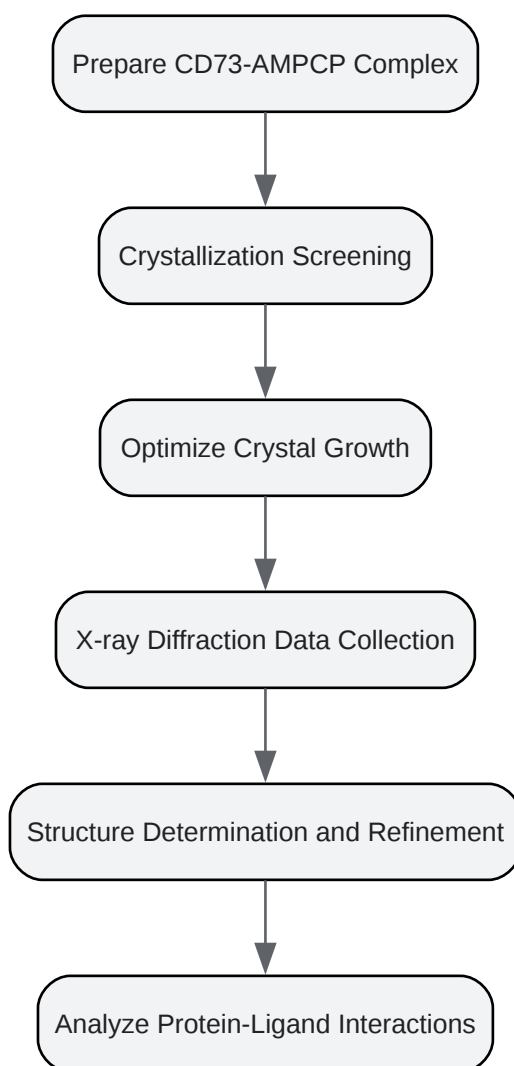 Prepare CD73-AMPCP Complex
Crystallization Screening
Optimize Crystal Growth
X-ray Diffraction Data Collection
Structure Determination and Refinement
Analyze Protein-Ligand Interactions